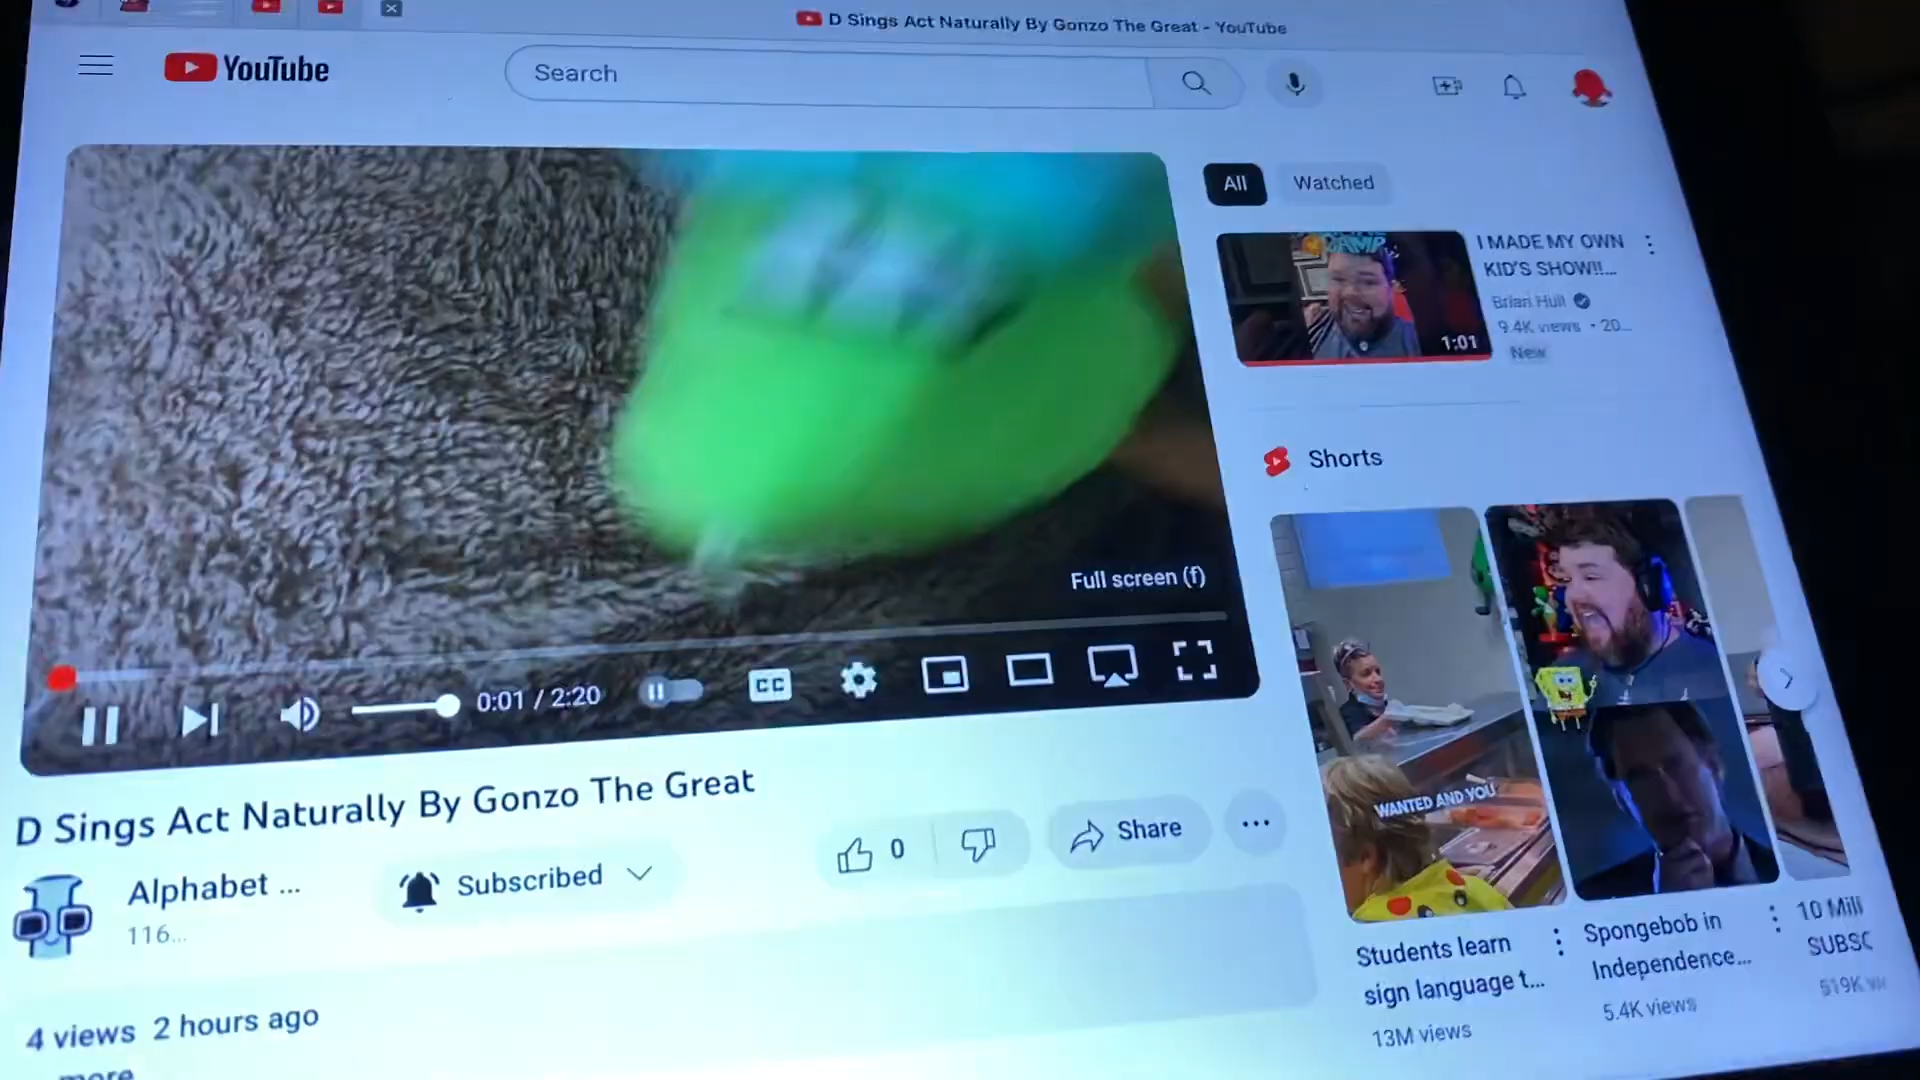 D Sings Act Naturally By Gonzo The Great - YouTube
YouTube
Search
All
Watched
I MADE MY OWN
KID'S SHOW!!...
Brian Hull
9.4K views • 20...
New
1:01
Shorts
Full screen (f)
0:01 / 2:20
CC
D Sings Act Naturally By Gonzo The Great
Alphabet ...
116...
Subscribed
0
Share
4 views 2 hours ago
more
WANTED AND YOU
Students learn
sign language t...
13M views
Spongebob in
Independence...
5.4K views
10 Mili
SUBSC
519K